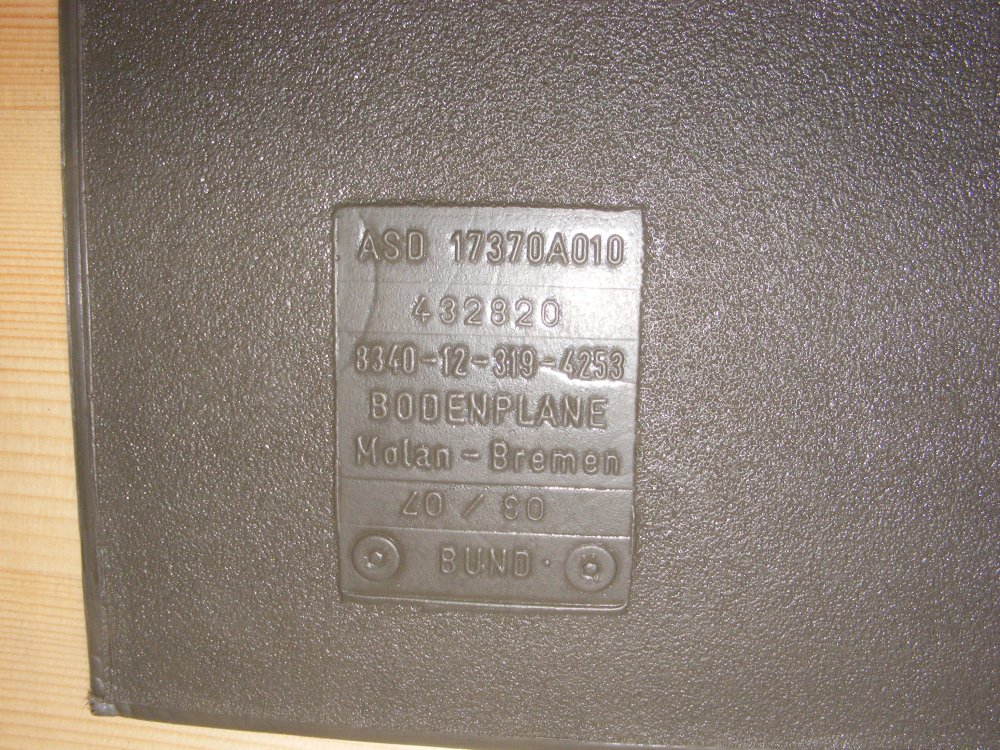 ASD 17370A010
432820
8340-12-319-4253
BODENPLANE
Molan - Bremen
40 / 80
BUND